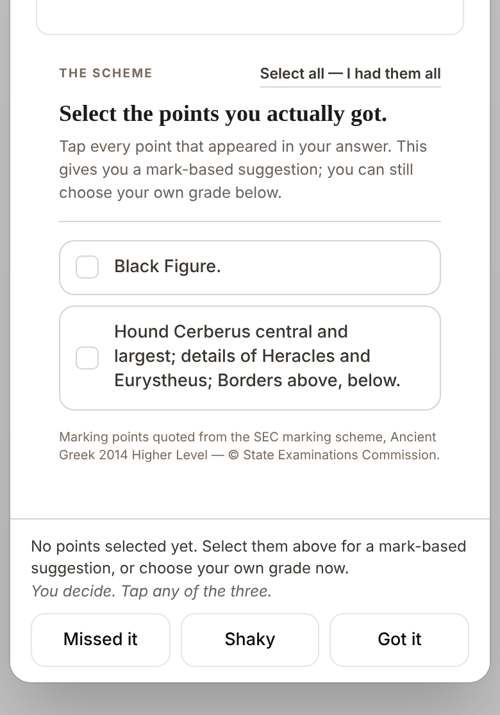 THE SCHEME
Select all — I had them all
Select the points you actually got.
Tap every point that appeared in your answer. This
gives you a mark-based suggestion; you can still
choose your own grade below.
Black Figure.
Hound Cerberus central and
largest; details of Heracles and
Eurystheus; Borders above, below.
Marking points quoted from the SEC marking scheme, Ancient
Greek 2014 Higher Level — © State Examinations Commission.
No points selected yet. Select them above for a mark-based
suggestion, or choose your own grade now.
You decide. Tap any of the three.
Missed it
Shaky
Got it